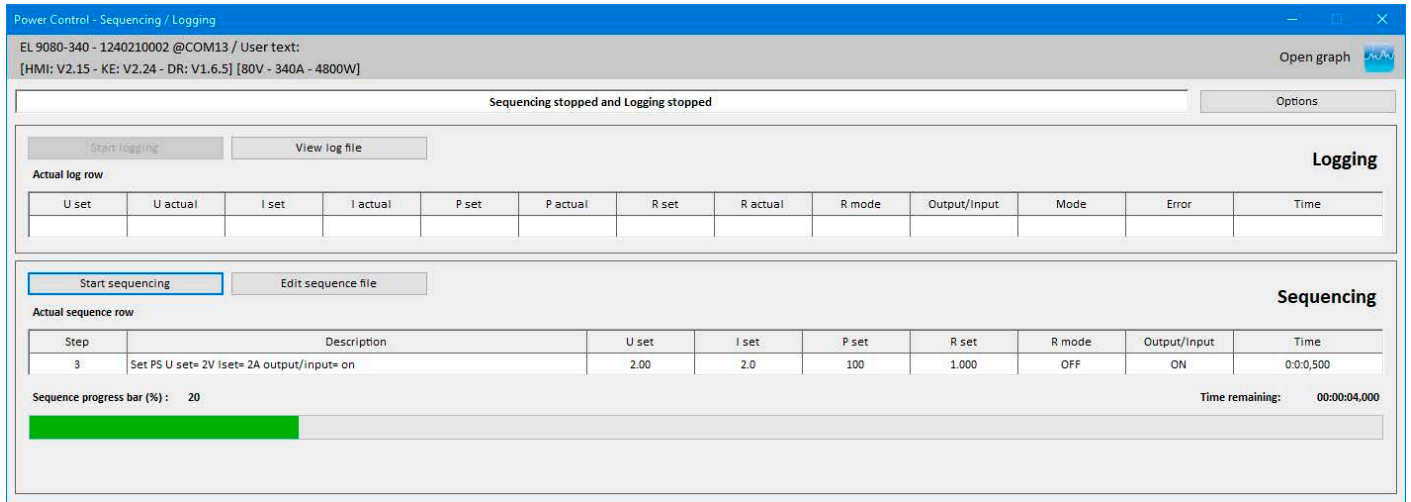 Power Control - Sequencing / Logging
EL 9080-340 - 1240210002 @COM13 / User text:
[HMI: V2.15 - KE: V2.24 - DR: V1.6.5] [80V - 340A - 4800W]
Open graph
Sequencing stopped and Logging stopped
Options
Start logging
View log file
Logging
Actual log row
U set U actual I set I actual P set P actual R set R actual R mode Output/Input Mode Error Time
Start sequencing
Edit sequence file
Sequencing
Actual sequence row
Step Description U set I set P set R set R mode Output/Input Time
3 Set PS U set= 2V Iset= 2A output/input= on 2.00 2.0 100 1.000 OFF ON 0:0:0,500
Sequence progress bar (%) : 20 Time remaining: 00:00:04,000